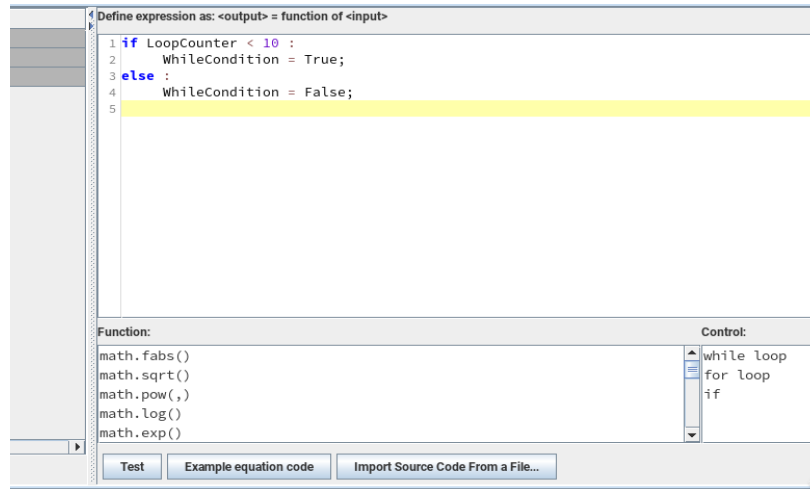 Define expression as: <output> = function of <input>
1 if LoopCounter < 10 :
2 WhileCondition = True;
3 else :
4 WhileCondition = False;
5
Function:
Control:
math.fabs()
while loop
math.sqrt()
for loop
math.pow(,)
if
math.log()
math.exp()
Test
Example equation code
Import Source Code From a File...